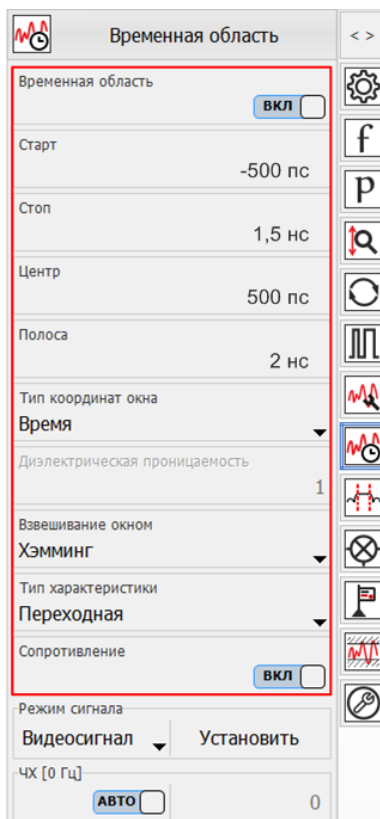 Временная область
< >
Временная область
ВКЛ
Старт
-500 пс
Стоп
1,5 нс
Центр
500 пс
Полоса
2 нс
Тип координат окна
Время
Диэлектрическая проницаемость
1
Взвешивание окном
Хэмминг
Тип характеристики
Переходная
Сопротивление
ВКЛ
Режим сигнала
Видеосигнал Установить
ЧХ [0 Гц]
АВТО 0
f
p